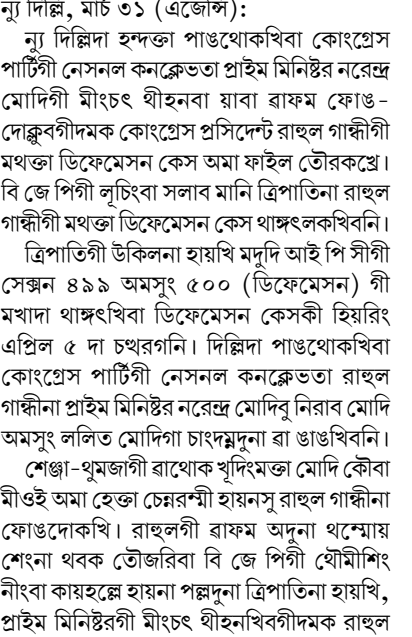 ন্যু দিল্লি, মার্চ ৩১ (এজেন্সি):
ন্যু দিল্লিদা হন্দক্তা পাঙথোকখিবা কোংগ্রেস
পার্টিগী নেসনল কনক্লেভতা প্রাইম মিনিষ্টর নরেন্দ্র
মোদিগী মীংচৎ থীহনবা য়াবা ৱাফম ফোঙ-
দোক্লুবগীদমক কোংগ্রেস প্রসিদেন্ট রাহুল গান্ধীগী
মথক্তা ডিফেমেসন কেস অমা ফাইল তৌরকখ্রে।
বি জে পিগী লূচিংবা সলাব মানি ত্রিপাতিনা রাহুল
গান্ধীগী মথক্তা ডিফেমেসন কেস থাঙ্গৎলকখিবনি।
ত্রিপাতিগী উকিলনা হায়খি মদুদি আই পি সীগী
সেক্সন ৪৯৯ অমসুং ৫০০ (ডিফেমেসন) গী
মখাদা থাঙ্গৎখিবা ডিফেমেসন কেসকী হিয়রিং
এপ্রিল ৫ দা চত্থরগনি। দিল্লিদা পাঙথোকখিবা
কোংগ্রেস পার্টিগী নেসনল কনক্লেভতা রাহুল
গান্ধীনা প্রাইম মিনিষ্টর নরেন্দ্র মোদিবু নিরাব মোদি
অমসুং ললিত মোদিগা চাংদম্নদুনা ৱা ঙাঙখিবনি।
শেঞ্জা-থুমজাগী ৱাথোক খূদিংমক্তা মোদি কৌবা
মীওই অমা হেক্তা চেন্নরম্মী হায়নসু রাহুল গান্ধীনা
ফোঙদোকখি। রাহুলগী ৱাফম অদুনা থম্মোয়
শেংনা থবক তৌজরিবা বি জে পিগী থৌমীশিং
নীংবা কায়হল্লে হায়না পল্লদুনা ত্রিপাতিনা হায়খি,
প্রাইম মিনিষ্টরগী মীংচৎ থীহনখিবগীদমক রাহুল